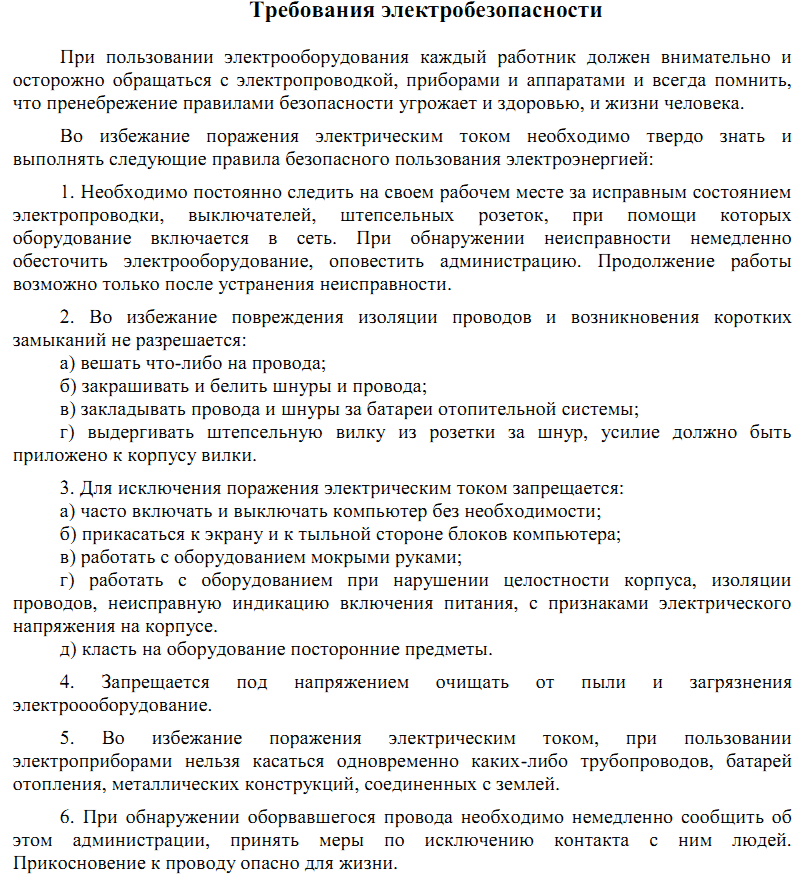 Требования электробезопасности
При пользовании электрооборудования каждый работник должен внимательно и
осторожно обращаться с электропроводкой, приборами и аппаратами и всегда помнить,
что пренебрежение правилами безопасности угрожает и здоровью, и жизни человека.
Во избежание поражения электрическим током необходимо твердо знать и
выполнять следующие правила безопасного пользования электроэнергией:
1. Необходимо постоянно следить на своем рабочем месте за исправным состоянием
электропроводки, выключателей, штепсельных розеток, при помощи которых
оборудование включается в сеть. При обнаружении неисправности немедленно
обесточить электрооборудование, оповестить администрацию. Продолжение работы
возможно только после устранения неисправности.
2. Во избежание повреждения изоляции проводов и возникновения коротких
замыканий не разрешается:
а) вешать что-либо на провода;
б) закрашивать и белить шнуры и провода;
в) закладывать провода и шнуры за батареи отопительной системы;
г) выдергивать штепсельную вилку из розетки за шнур, усилие должно быть
приложено к корпусу вилки.
3. Для исключения поражения электрическим током запрещается:
а) часто включать и выключать компьютер без необходимости;
б) прикасаться к экрану и к тыльной стороне блоков компьютера;
в) работать с оборудованием мокрыми руками;
г) работать с оборудованием при нарушении целостности корпуса, изоляции
проводов, неисправную индикацию включения питания, с признаками электрического
напряжения на корпусе.
д) класть на оборудование посторонние предметы.
4. Запрещается под напряжением очищать от пыли и загрязнения
электроооборудование.
5. Во избежание поражения электрическим током, при пользовании
электроприборами нельзя касаться одновременно каких-либо трубопроводов, батарей
отопления, металлических конструкций, соединенных с землей.
6. При обнаружении оборвавшегося провода необходимо немедленно сообщить об
этом администрации, принять меры по исключению контакта с ним людей.
Прикосновение к проводу опасно для жизни.